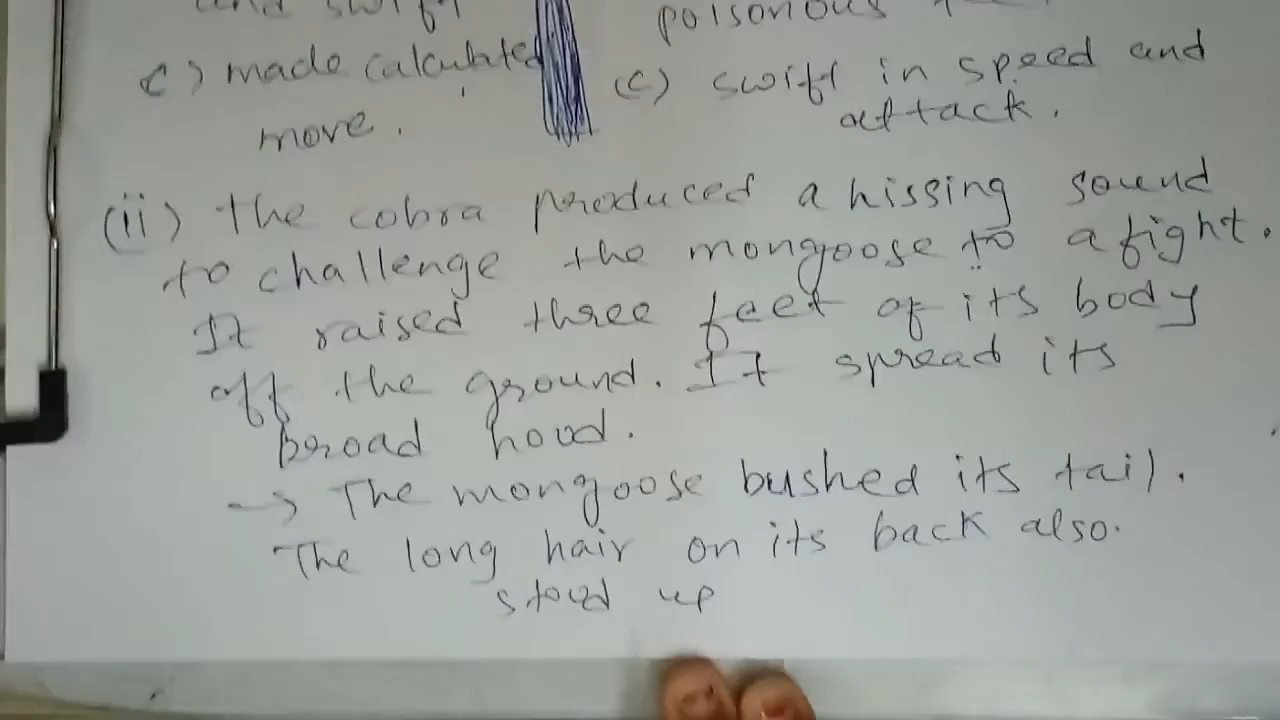 and swift
poisonous
c) made calculated
more.
(c) swift in speed and
attack.
(ii) The cobra produced a hissing sound
to challenge the mongoose to a fight.
It raised three feet of its body
off the ground. It spread its
broad hood.
→ The mongoose bushed its tail.
The long hair on its back also.
stood up